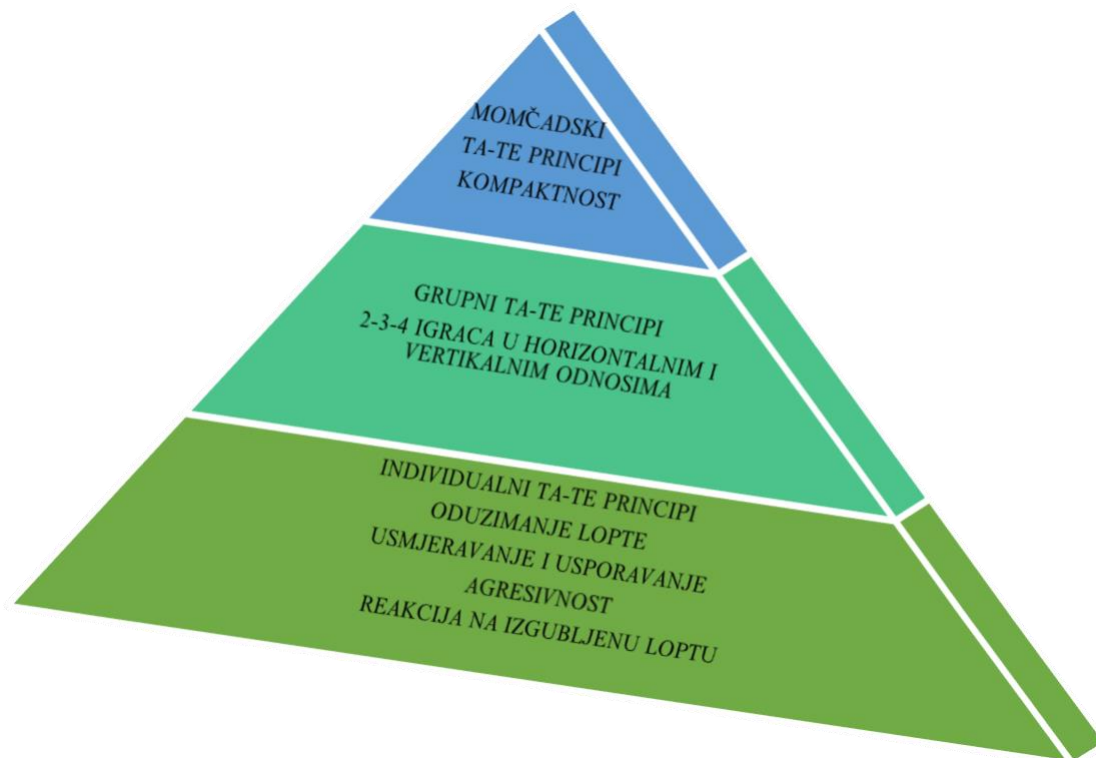 MOMČADSKI
TA-TE PRINCIPI
KOMPAKTNOST
GRUPNI TA-TE PRINCIPI
2-3-4 IGRACA U HORIZONTALNIM I
VERTIKALNIM ODNOSIMA
INDIVIDUALNI TA-TE PRINCIPI
ODUZIMANJE LOPTE
USMJERAVANJE I USPORAVANJE
AGRESIVNOST
REAKCIJA NA IZGUBLJENU LOPTU